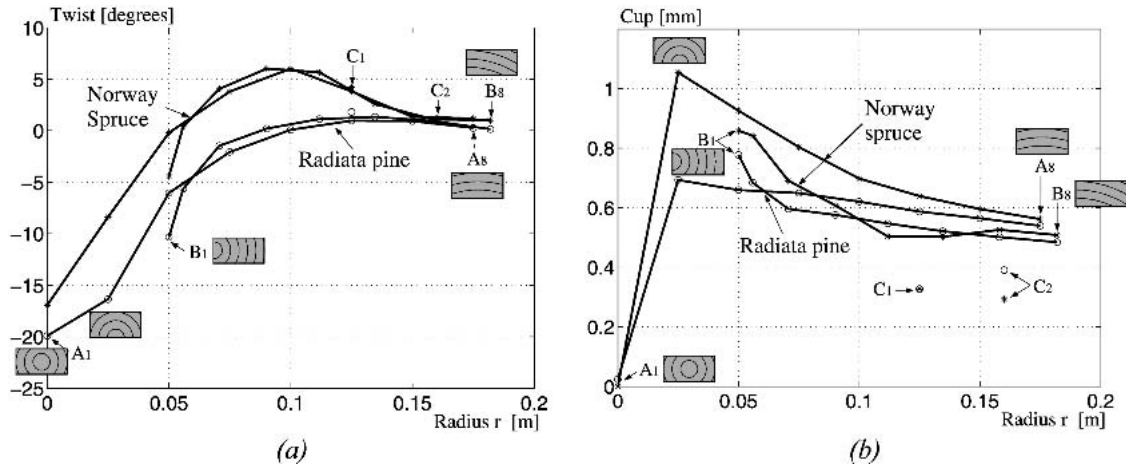 Twist [degrees]
10
5
0
−5
−10
−15
−20
−25
0
0.05
0.1
0.15
0.2
Radius r [m]
Norway
Spruce
Radiata pine
C1
C2
B8
A8
B1
A1
(a)
Cup [mm]
1
0.8
0.6
0.4
0.2
0
0
0.05
0.1
0.15
0.2
Radius r [m]
Norway
spruce
B1
Radiata pine
A8
B8
C1
C2
A1
(b)